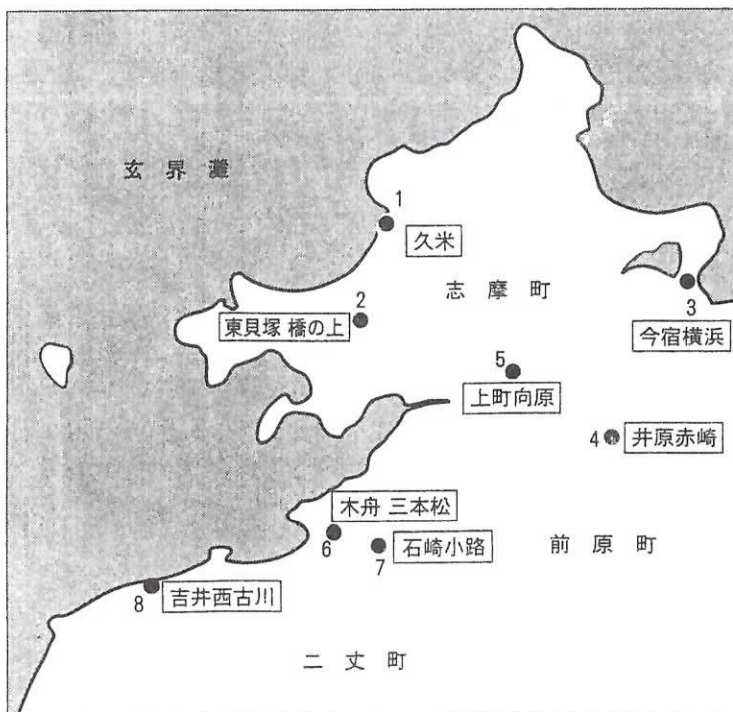 玄界灘
1
久米
志摩町
2
東貝塚 橋の上
3
今宿横浜
5
上町向原
4
井原赤崎
木舟 三本松
6
7
石崎小路
前原町
8
吉井西古川
二丈町